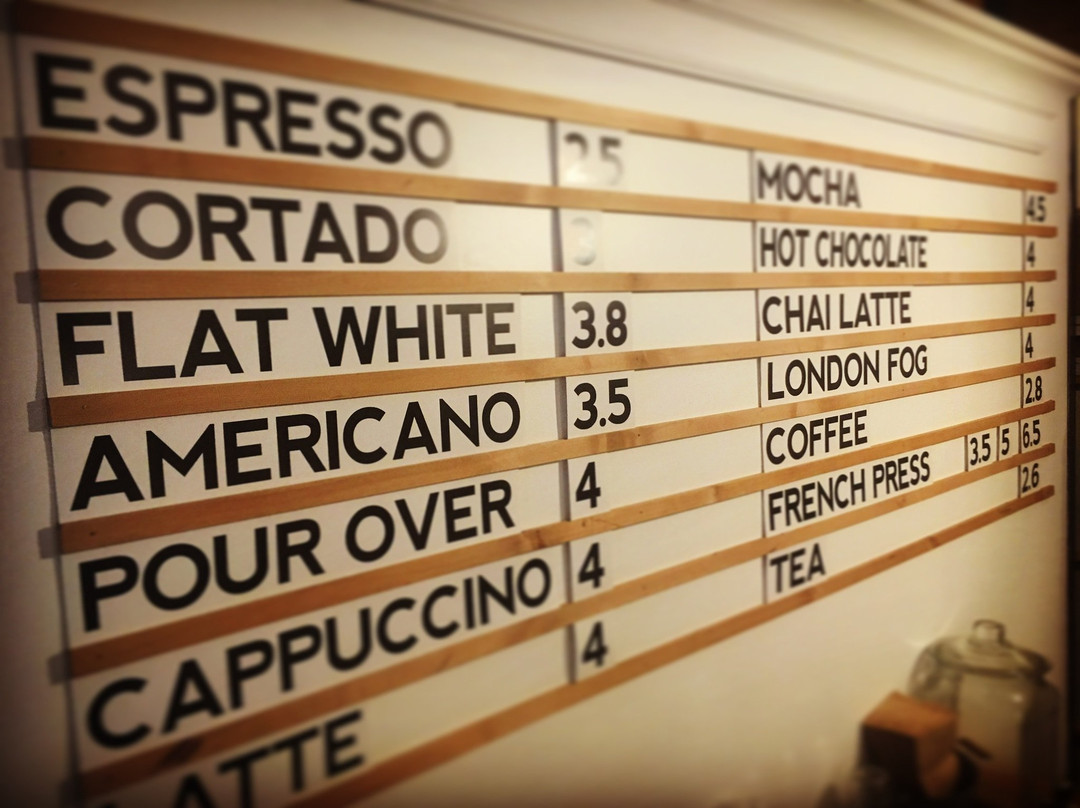 ESPRESSO 2.5
CORTADO 3
FLAT WHITE 3.8
AMERICANO 3.5
POUR OVER 4
CAPPUCCINO 4
LATTE 4
MOCHA 4.5
HOT CHOCOLATE 4
CHAI LATTE 4
LONDON FOG 4
COFFEE 2.8
FRENCH PRESS 3.5 5 6.5
TEA 2.6